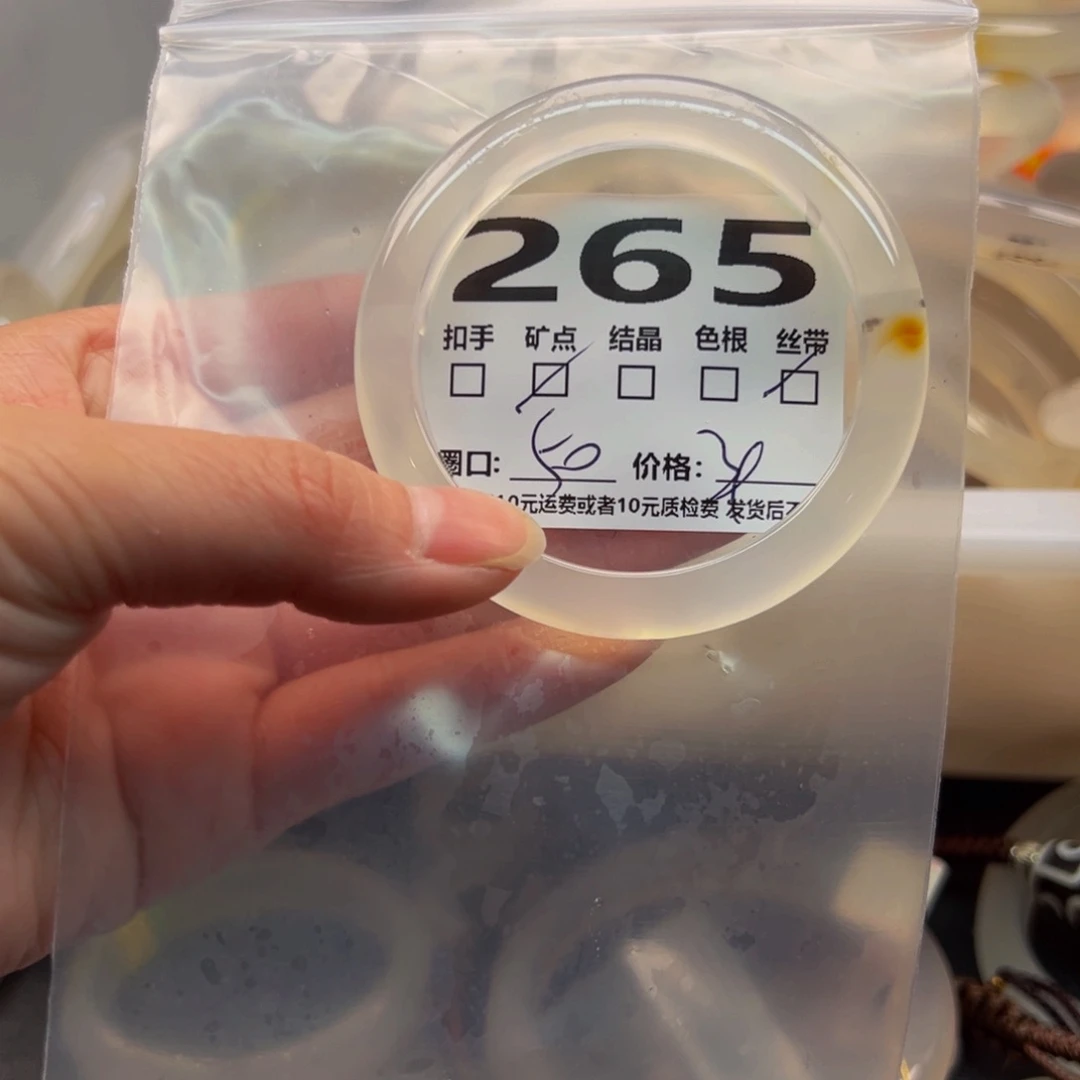 265
扣手 矿点 结晶 色根 丝带
圈口: 价格:
10元运费或者10元质检费 发货后不